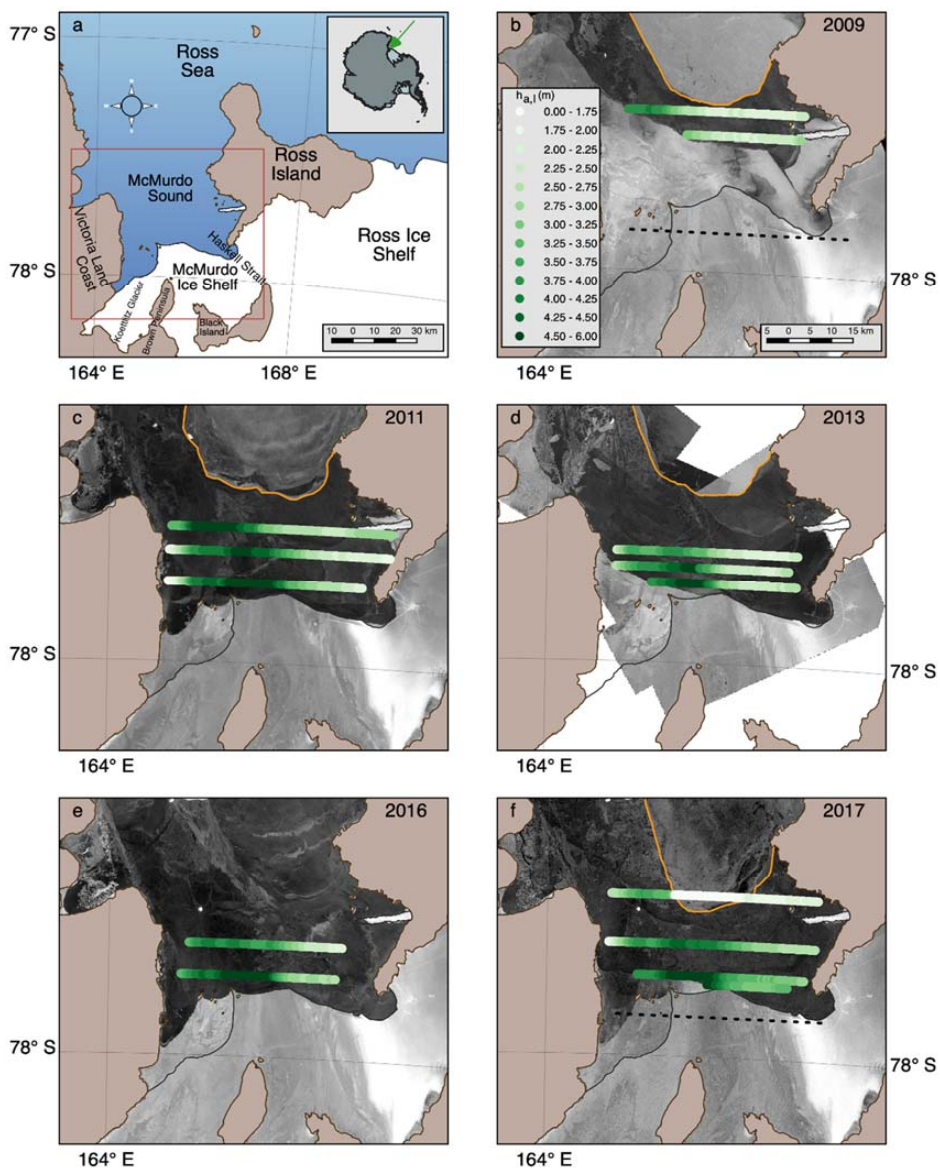 a
77° S
Ross
Sea
Ross
Island
McMurdo
Sound
Victoria Land
Coast
Haskell Strait
Ross Ice
Shelf
78° S
McMurdo
Ice Shelf
Koettlitz Glacier
Brown Peninsula
Black
Island
10 0 10 20 30 km
164° E
168° E
b
2009
h a,i (m)
0.00 - 1.75
1.75 - 2.00
2.00 - 2.25
2.25 - 2.50
2.50 - 2.75
2.75 - 3.00
3.00 - 3.25
3.25 - 3.50
3.50 - 3.75
3.75 - 4.00
4.00 - 4.25
4.25 - 4.50
4.50 - 6.00
78° S
5 0 5 10 15 km
164° E
c
2011
78° S
164° E
d
2013
78° S
164° E
e
2016
78° S
164° E
f
2017
78° S
164° E